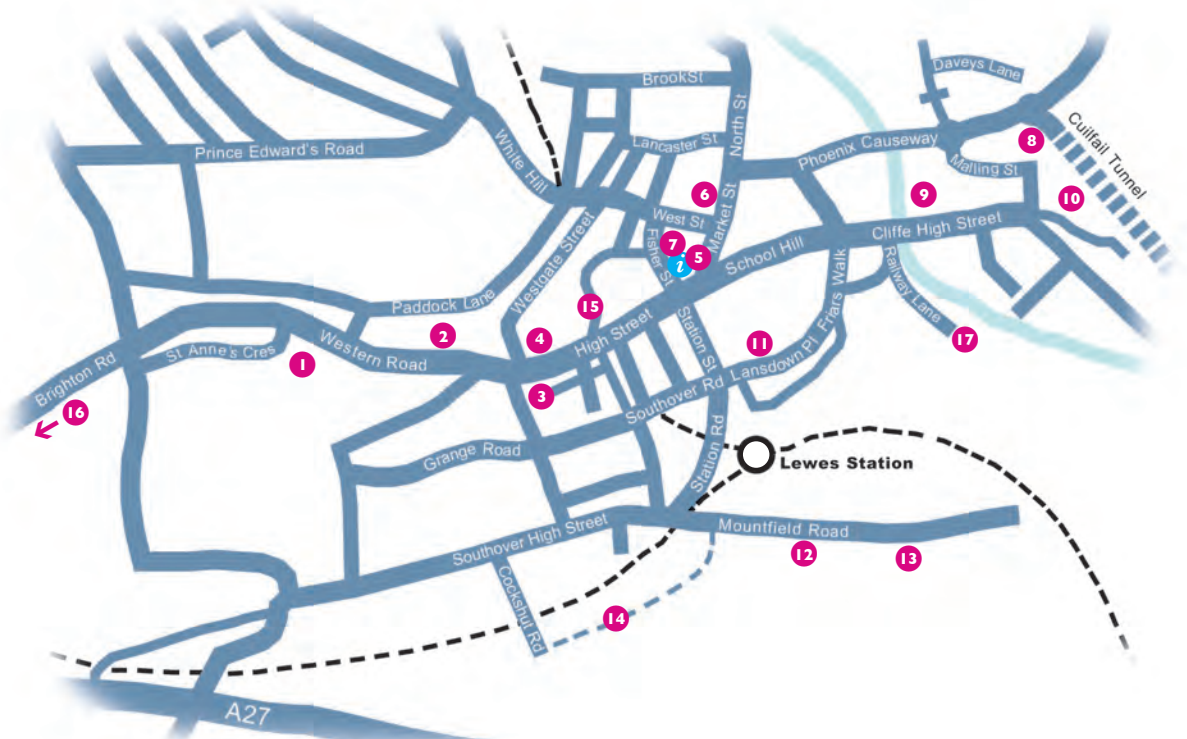 BrookSt
Daveys Lane
North St
Lancaster St
White Hill
Cuilfail Tunnel
Phoenix Causeway
8
Prince Edward's Road
Malling St
6
9
10
West St
Market St
Cliffe High Street
7
5
i
Fisher St
School Hill
Westgate Street
Friars Walk
Railway Lane
Paddock Lane
15
2
4
High Street
Station St
11
17
St Anne's Cres
1
Western Road
Brighton Rd
16
3
Southover Rd
Lansdown Pl
Grange Road
Station Rd
Lewes Station
Southover High Street
Mountfield Road
12
13
Cockshut Rd
14
A27